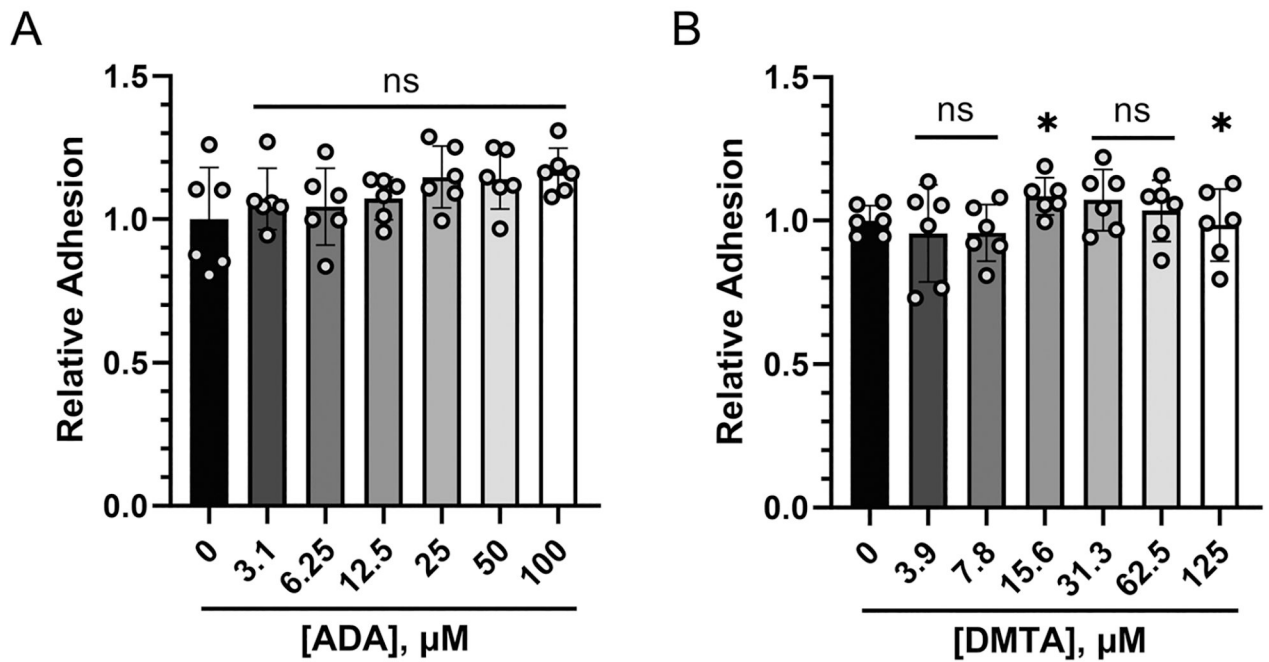 A
Relative Adhesion
1.5
1.0
0.5
0.0
ns
0
3.1
6.25
12.5
25
50
100
[ADA], μM
B
Relative Adhesion
1.5
1.0
0.5
0.0
ns
*
ns
*
0
3.9
7.8
15.6
31.3
62.5
125
[DMTA], μM